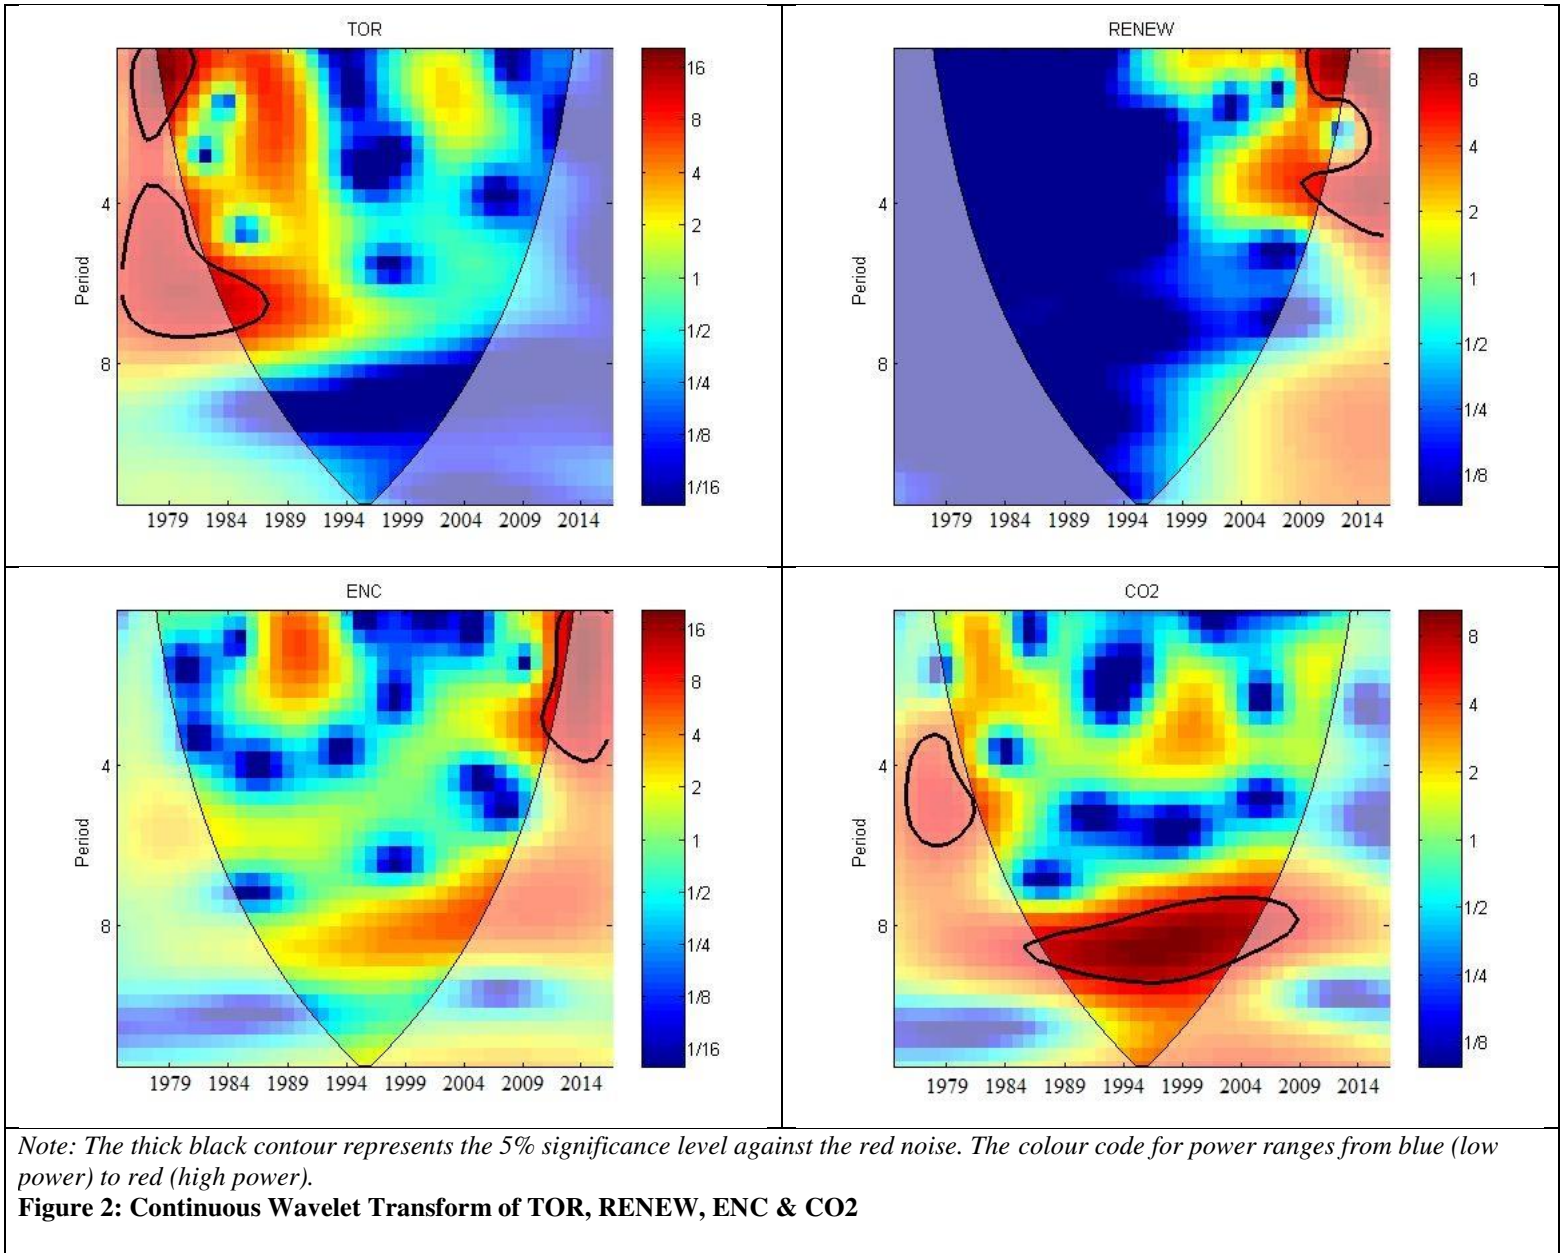 TOR
Period
4
8
1979 1984 1989 1994 1999 2004 2009 2014
16
8
4
2
1
1/2
1/4
1/8
1/16
RENEW
Period
4
8
1979 1984 1989 1994 1999 2004 2009 2014
8
4
2
1
1/2
1/4
1/8
ENC
Period
4
8
1979 1984 1989 1994 1999 2004 2009 2014
16
8
4
2
1
1/2
1/4
1/8
1/16
CO2
Period
4
8
1979 1984 1989 1994 1999 2004 2009 2014
8
4
2
1
1/2
1/4
1/8
Note: The thick black contour represents the 5% significance level against the red noise. The colour code for power ranges from blue (low
power) to red (high power).
Figure 2: Continuous Wavelet Transform of TOR, RENEW, ENC & CO2